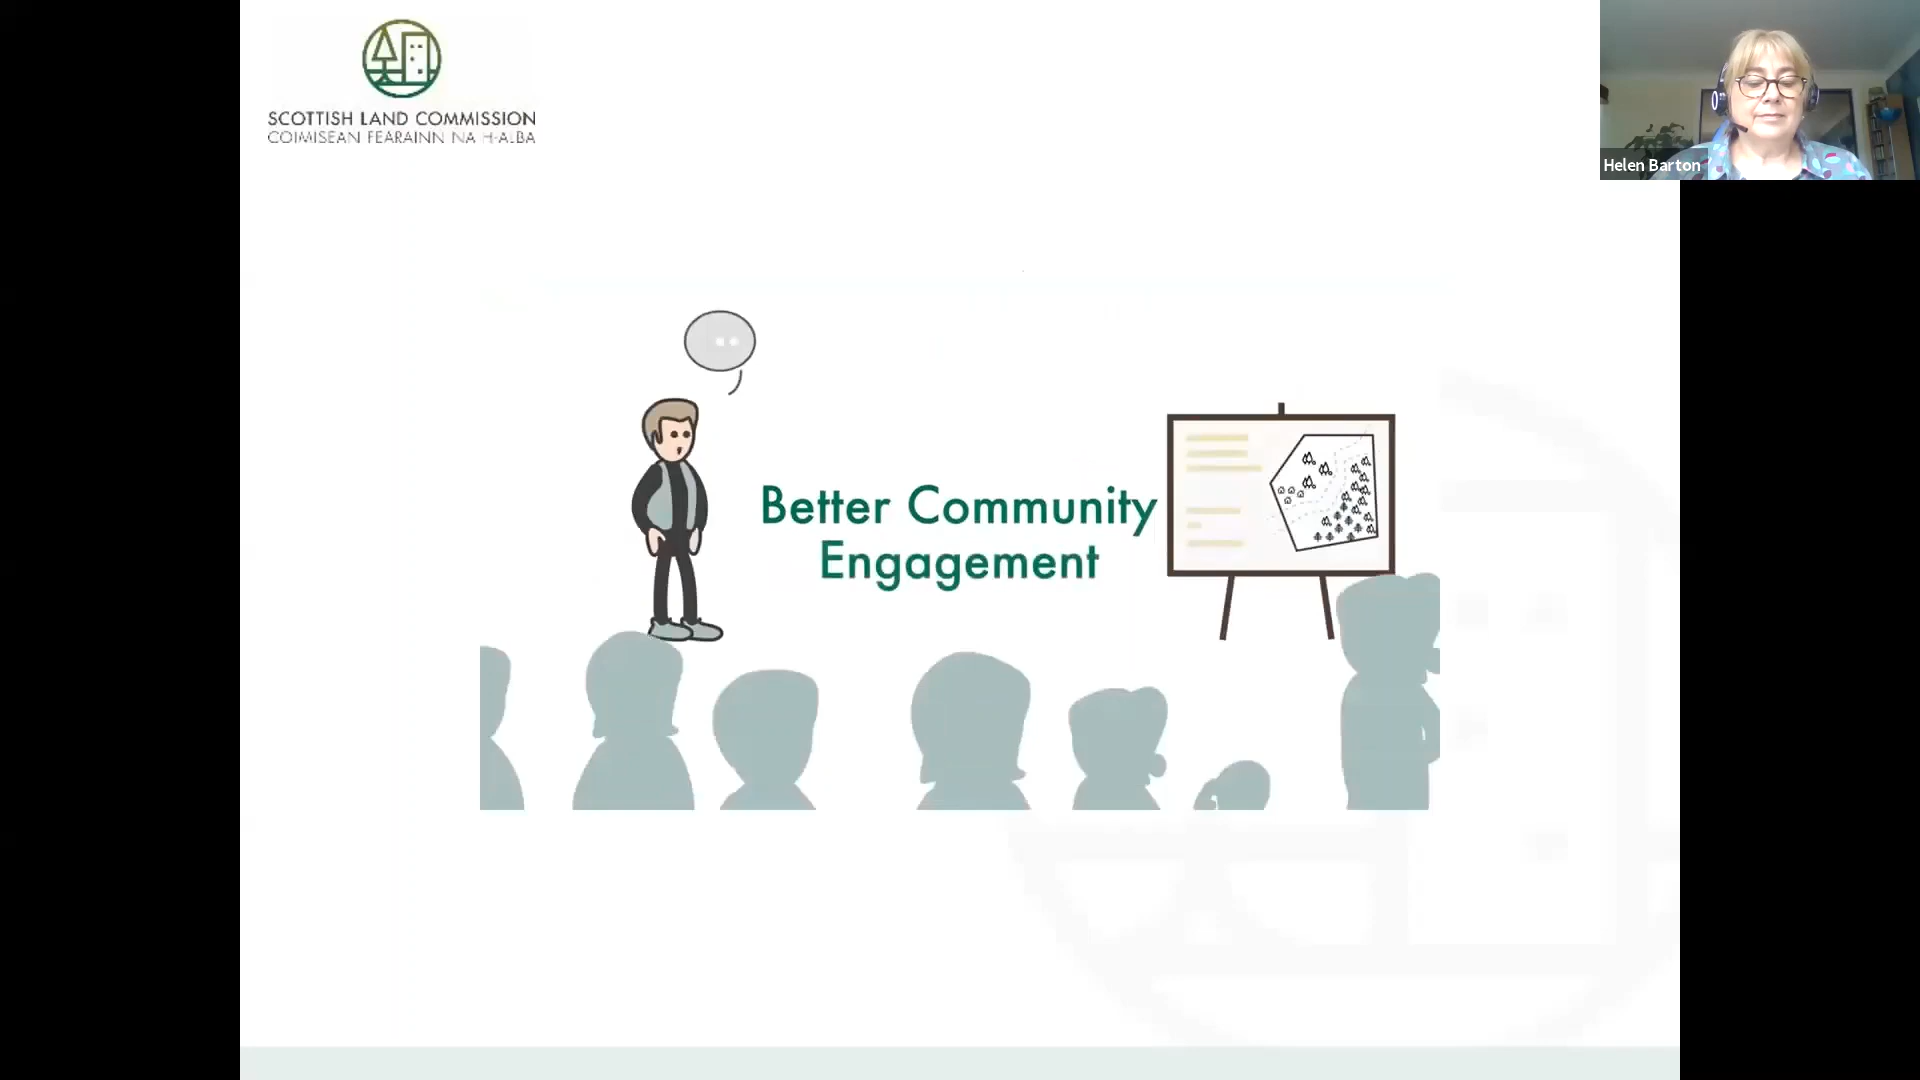 SCOTTISH LAND COMMISSION
COIMISEAN FEARAINN NA H-ALBA
Helen Barton
Better Community
Engagement